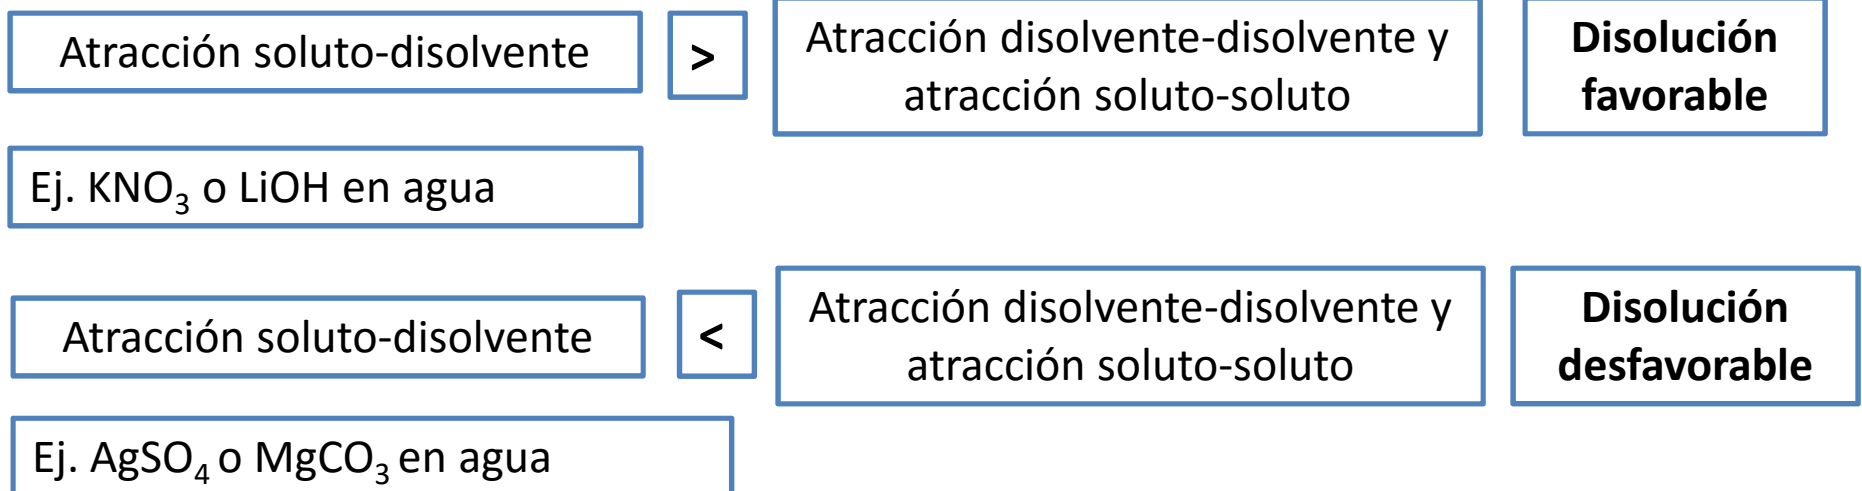 Atracción soluto-disolvente
>
Atracción disolvente-disolvente y
atracción soluto-soluto
Disolución
favorable
Ej. KNO₃ o LiOH en agua
Atracción soluto-disolvente
<
Atracción disolvente-disolvente y
atracción soluto-soluto
Disolución
desfavorable
Ej. AgSO₄ o MgCO₃ en agua